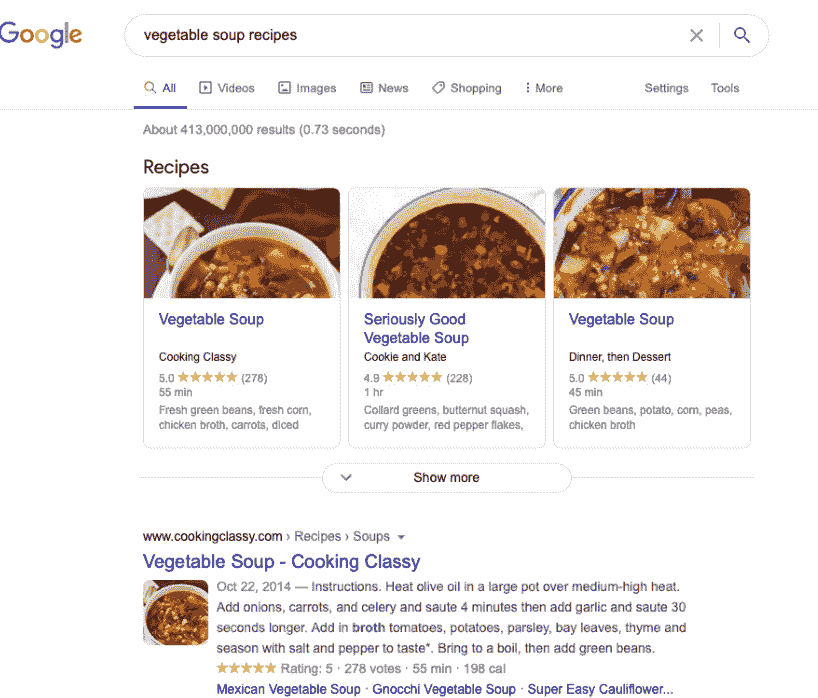 Google
vegetable soup recipes
All Videos Images News Shopping More Settings Tools
About 413,000,000 results (0.73 seconds)
Recipes
Vegetable Soup
Cooking Classy
5.0 (278)
55 min
Fresh green beans, fresh corn,
chicken broth, carrots, diced
Seriously Good
Vegetable Soup
Cookie and Kate
4.9 (228)
1 hr
Collard greens, butternut squash,
curry powder, red pepper flakes,
Vegetable Soup
Dinner, then Dessert
5.0 (44)
45 min
Green beans, potato, corn, peas,
chicken broth
Show more
www.cookingclassy.com › Recipes › Soups
Vegetable Soup - Cooking Classy
Oct 22, 2014 — Instructions. Heat olive oil in a large pot over medium-high heat.
Add onions, carrots, and celery and saute 4 minutes then add garlic and saute 30
seconds longer. Add in broth tomatoes, potatoes, parsley, bay leaves, thyme and
season with salt and pepper to taste*. Bring to a boil, then add green beans.
Rating: 5 · 278 votes · 55 min · 198 cal
Mexican Vegetable Soup · Gnocchi Vegetable Soup · Super Easy Cauliflower...